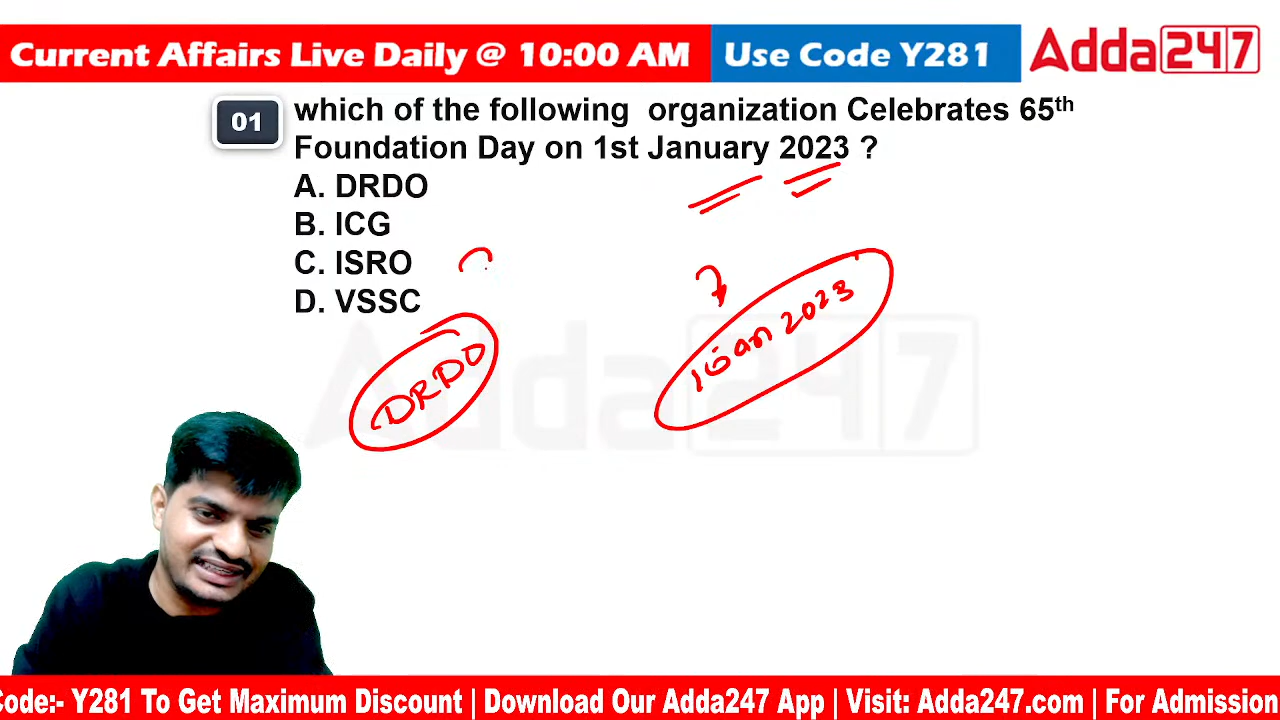 Current Affairs Live Daily @ 10:00 AM
Use Code Y281
Adda247
01
which of the following organization Celebrates 65th
Foundation Day on 1st January 2023 ?
A. DRDO
B. ICG
C. ISRO
D. VSSC
DRDO
2023
Adda247
Code:- Y281 To Get Maximum Discount | Download Our Adda247 App | Visit: Adda247.com | For Admission